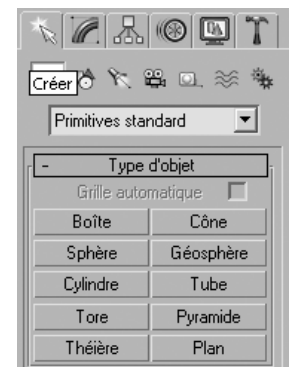 Créer
Primitives standard
- Type d'objet
Grille automatique
Boîte Cône
Sphère Géosphère
Cylindre Tube
Tore Pyramide
Théière Plan